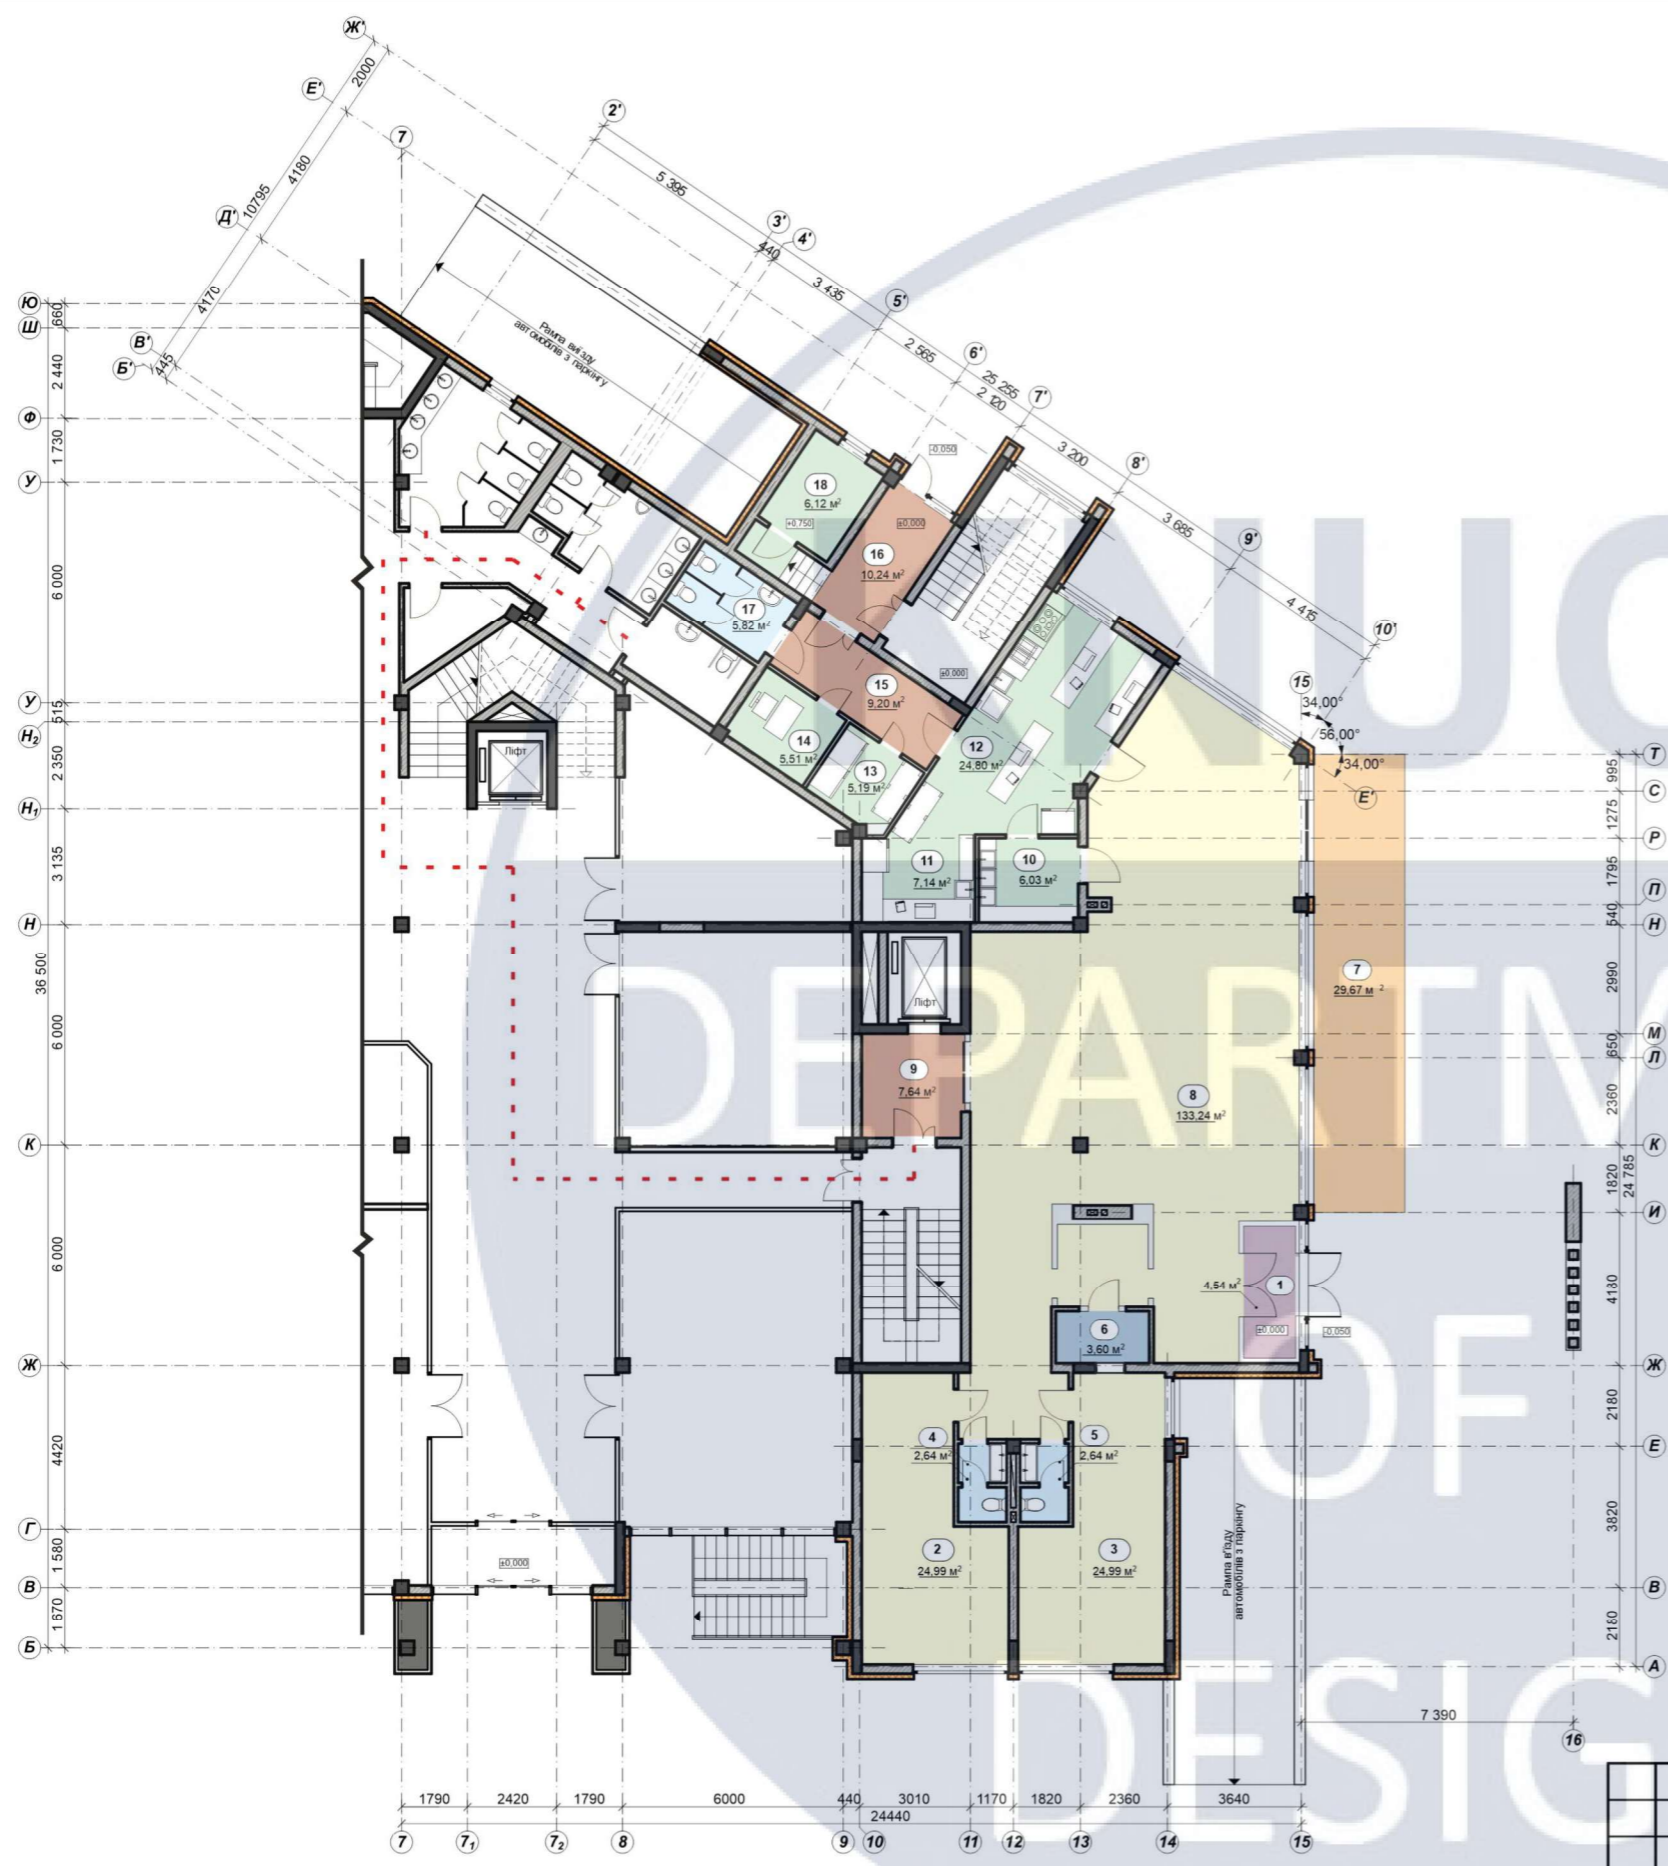 Ж'
Е'
2000
7
2'
4180
10795
Д'
5 395
3'
4'
440
4170
3 435
5'
Ю
Ш
660
В'
Б'
445
Рампа виїзду
автомобілів з паркінгу
2 565
6'
25 255
2 120
7'
2 440
Ф
1 730
У
-0,050
3 200
8'
18
6,12 м²
+0,750
±0,000
3 685
9'
KNUC
16
10,24 м²
6 000
17
5,82 м²
4 415
10'
±0,000
15
9,20 м²
15
34,00°
56,00°
34,00°
У
515
Н₂
2 350
Ліфт
14
5,51 м²
12
24,80 м²
13
5,19 м²
Т
995
С
Е'
1275
Н₁
Р
3 135
11
7,14 м²
10
6,03 м²
1795
П
540
Н
Н
36 500
7
29,67 м²
2990
Ліфт
DEPARTM
6 000
М
650
Л
9
7,64 м²
8
133,24 м²
2360
К
К
1820
24 785
И
6 000
4,54 м²
1
4180
6
3,60 м²
±0,000
-0,050
OF
Ж
Ж
2180
4420
4
2,64 м²
5
2,64 м²
Е
Г
3820
1 580
±0,000
2
24,99 м²
3
24,99 м²
Рампа в'їзду
автомобілів з паркінгу
В
В
1 870
2180
Б
А
DESIG
7 390
16
1790
2420
1790
6000
440
3010
1170
1820
2360
3640
24440
7
7₁
7₂
8
9
10
11
12
13
14
15